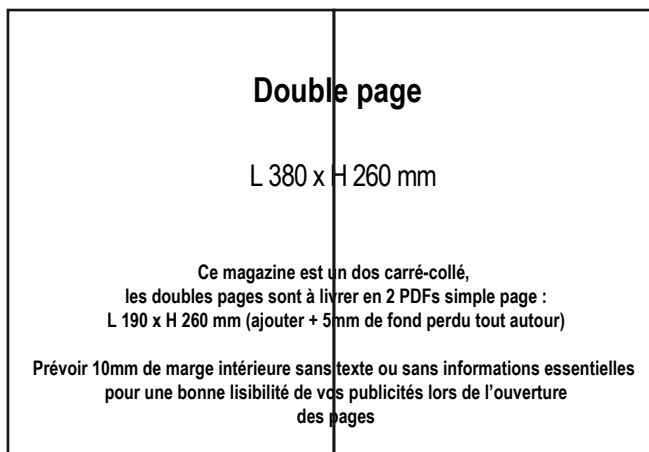 Double page
L 380 x H 260 mm
Ce magazine est un dos carré-collé,
les doubles pages sont à livrer en 2 PDFs simple page :
L 190 x H 260 mm (ajouter + 5mm de fond perdu tout autour)
Prévoir 10mm de marge intérieure sans texte ou sans informations essentielles
pour une bonne lisibilité de vos publicités lors de l’ouverture
des pages